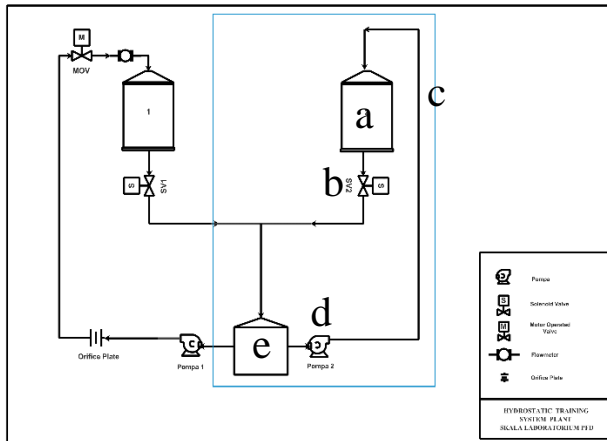 M
MOV
1
a
c
S
SV1
b
SV2
S
d
e
C
C
Orifice Plate
Pompa 1
Pompa 2
C
Pompa
S
Solenoid Valve
M
Motor Operated
Valve
Flowmeter
Orifice Plate
HYDROSTATIC TRAINING
SYSTEM PLANT
SKALA LABORATORIUM PFD